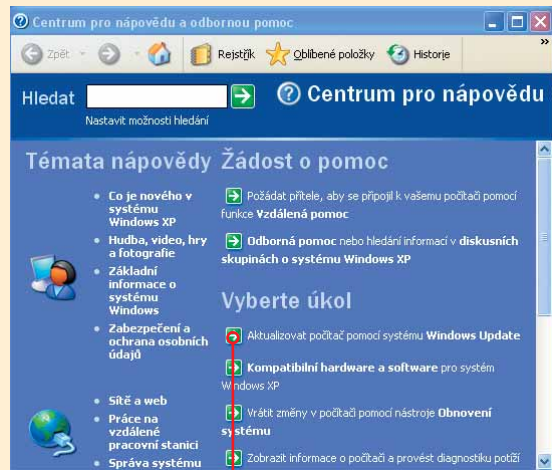 Centrum pro nápovědu a odbornou pomoc
Zpět
Rejstřík
Oblíbené položky
Historie
»
Hledat
Centrum pro nápovědu
Nastavit možnosti hledání
Témata nápovědy
• Co je nového v
systému
Windows XP
• Hudba, video, hry
a fotografie
• Základní
informace o
systému
Windows
• Zabezpečení a
ochrana osobních
údajů
• Sítě a web
• Práce na
vzdálené
pracovní stanici
• Správa systému
Žádost o pomoc
Požádat přítele, aby se připojil k vašemu počítači pomocí
funkce Vzdálená pomoc
Odborná pomoc nebo hledání informací v diskusních
skupinách o systému Windows XP
Vyberte úkol
Aktualizovat počítač pomocí systému Windows Update
Kompatibilní hardware a software pro systém
Windows XP
Vrátit změny v počítači pomocí nástroje Obnovení
systému
Zobrazit informace o počítači a provést diagnostiku potíží